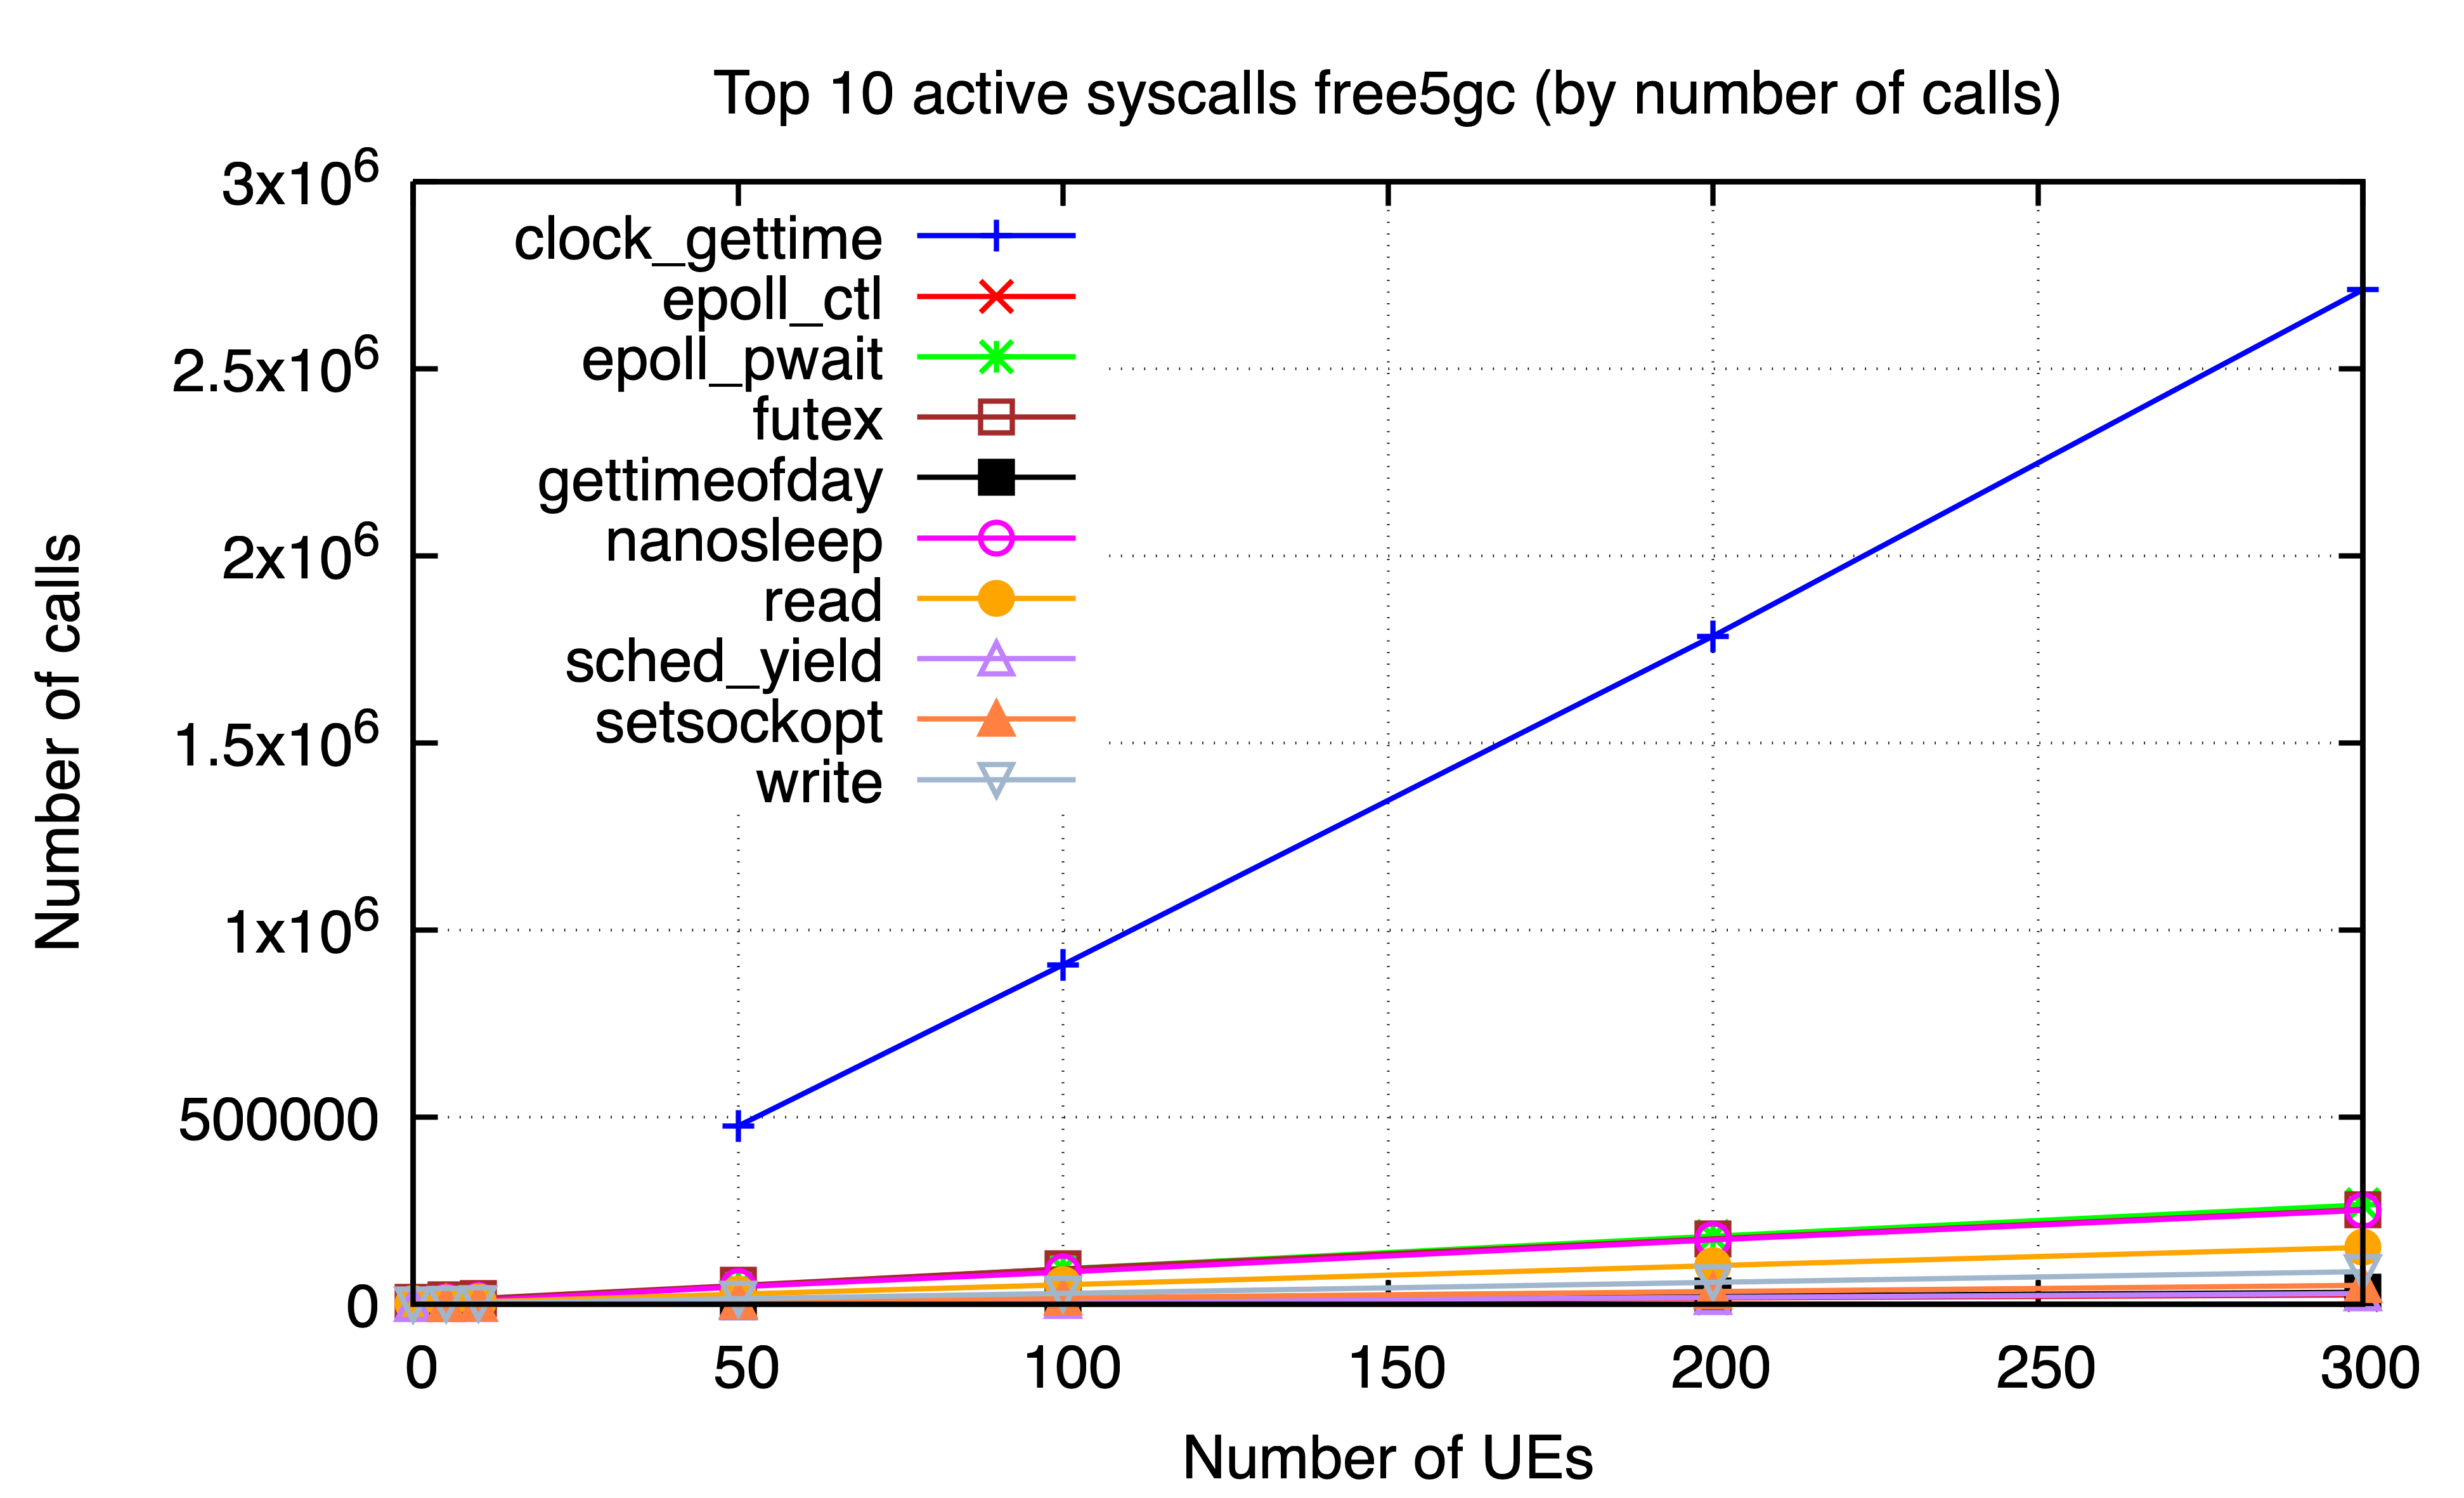 Top 10 active syscalls free5gc (by number of calls)
3x10^6
2.5x10^6
2x10^6
1.5x10^6
1x10^6
500000
0
Number of calls
clock_gettime
epoll_ctl
epoll_pwait
futex
gettimeofday
nanosleep
read
sched_yield
setsockopt
write
0 50 100 150 200 250 300
Number of UEs